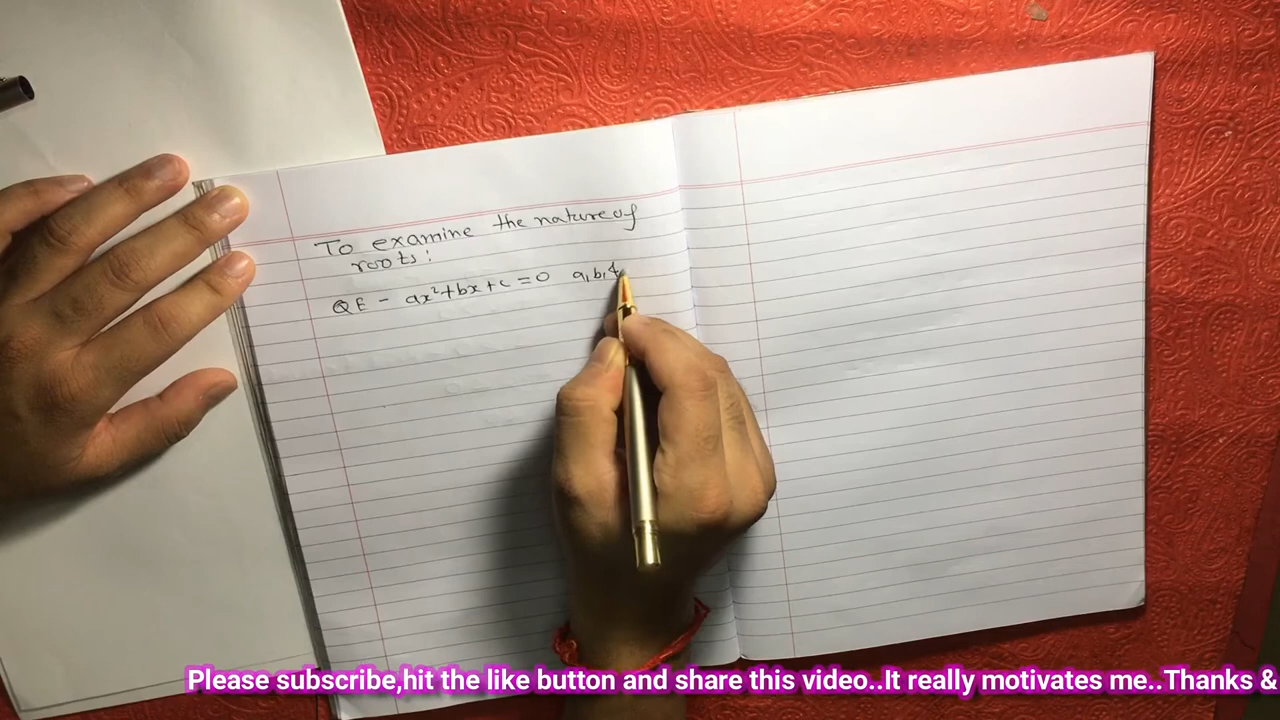 To examine the nature of
roots:
QE - ax²+bx+c=0 a,b,&
Please subscribe,hit the like button and share this video..It really motivates me..Thanks &